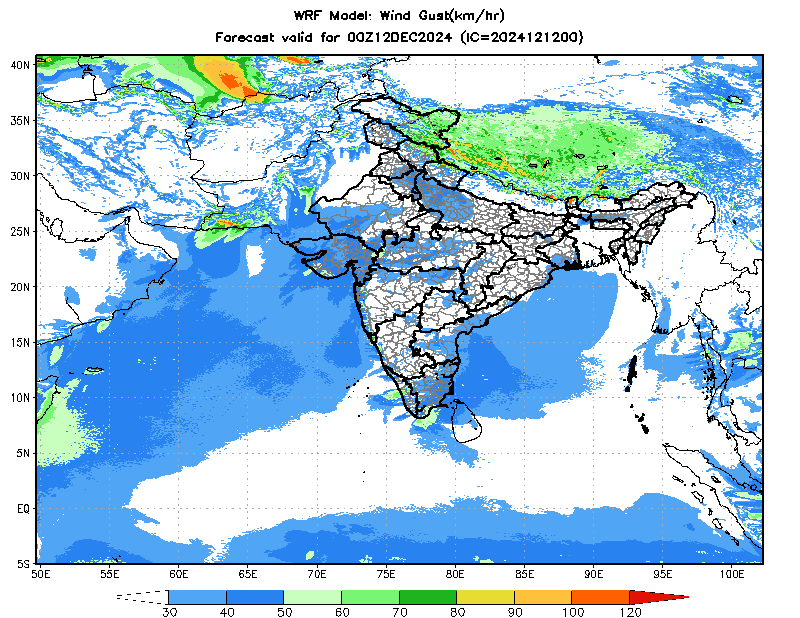 WRF Model: Wind Gust(km/hr)
Forecast valid for 00Z12DEC2024 (IC=2024121200)
40N
35N
30N
25N
20N
15N
10N
5N
EQ
5S
50E 55E 60E 65E 70E 75E 80E 85E 90E 95E 100E
30 40 50 60 70 80 90 100 120